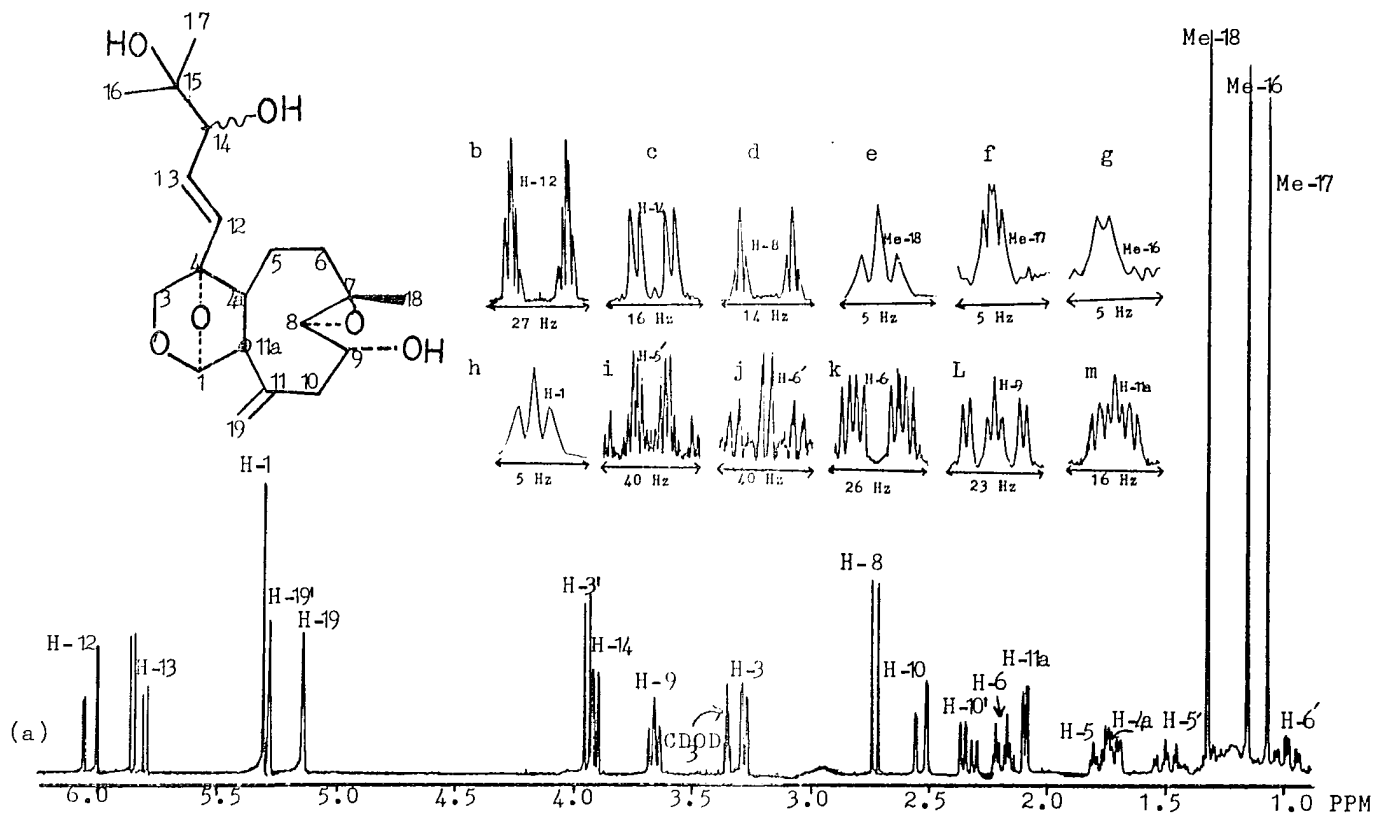 17
HO
15
16
OH
14
13
12
4
5
6
3
4a
7
18
O
8
O
O
11a
9
OH
1
11
10
19
b
c
d
e
f
g
H-12
H-8
Me-18
Me-17
Me-16
27 Hz
16 Hz
14 Hz
5 Hz
5 Hz
5 Hz
h
i
j
k
L
m
H-1
H-5′
H-6′
H-6
H-9
H-11a
5 Hz
40 Hz
40 Hz
26 Hz
23 Hz
16 Hz
Me-18
Me-16
Me-17
H-1
H-19'
H-19
H-12
H-13
H-3'
H-14
H-9
CDOD
3
H-3
H-8
H-10
H-10'
H-6
H-11a
H-5
H-4a
H-5′
H-6′
(a)
6.0 5.5 5.0 4.5 4.0 3.5 3.0 2.5 2.0 1.5 1.0 PPM